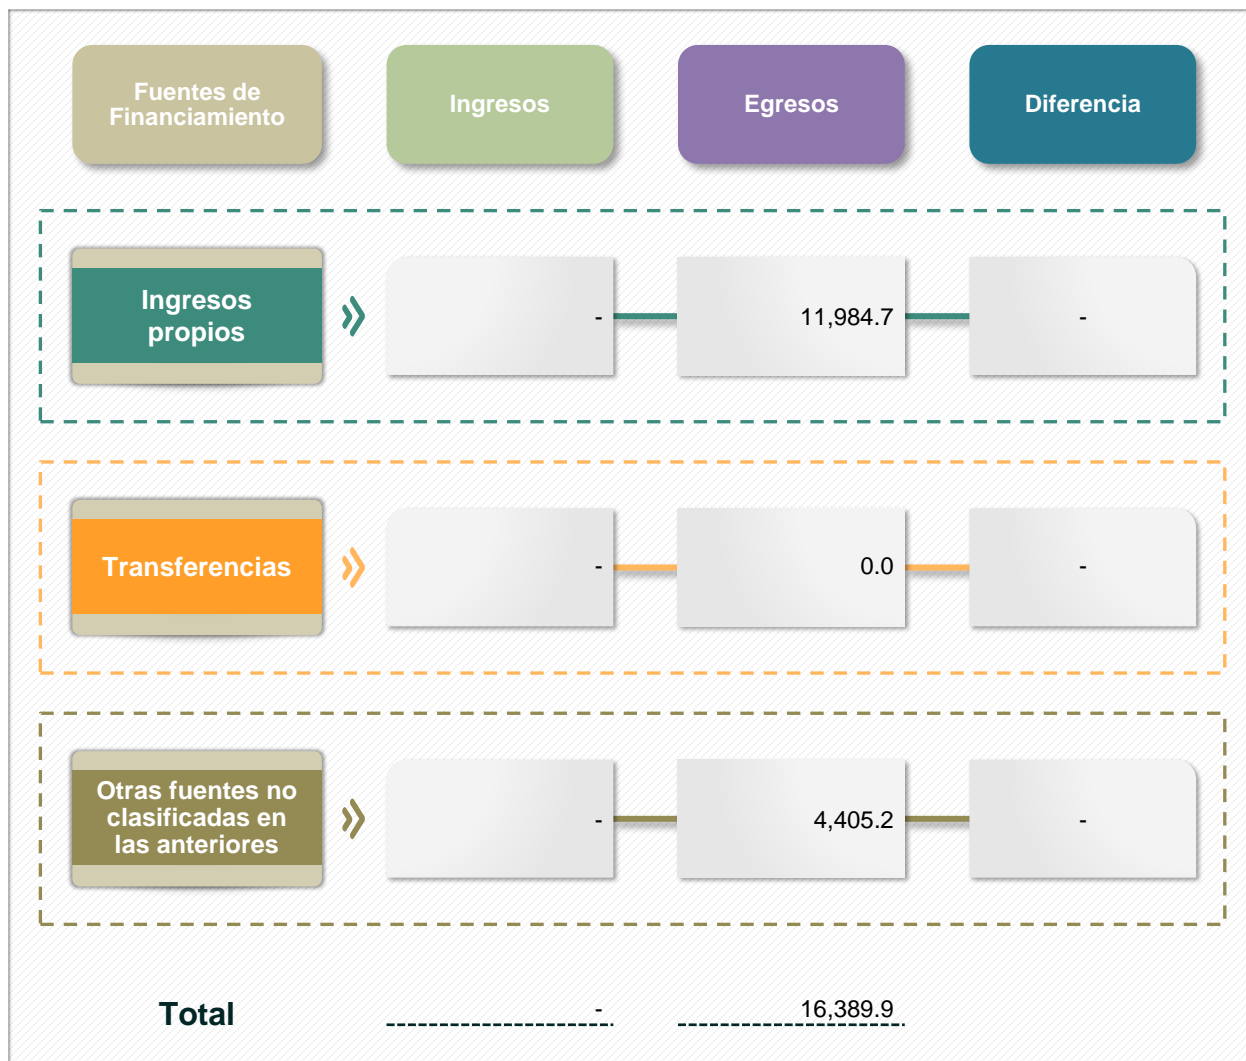 Fuentes de
Financiamiento
Ingresos
Egresos
Diferencia
Ingresos
propios
-
11,984.7
-
Transferencias
-
0.0
-
Otras fuentes no
clasificadas en
las anteriores
-
4,405.2
-
Total
-
16,389.9